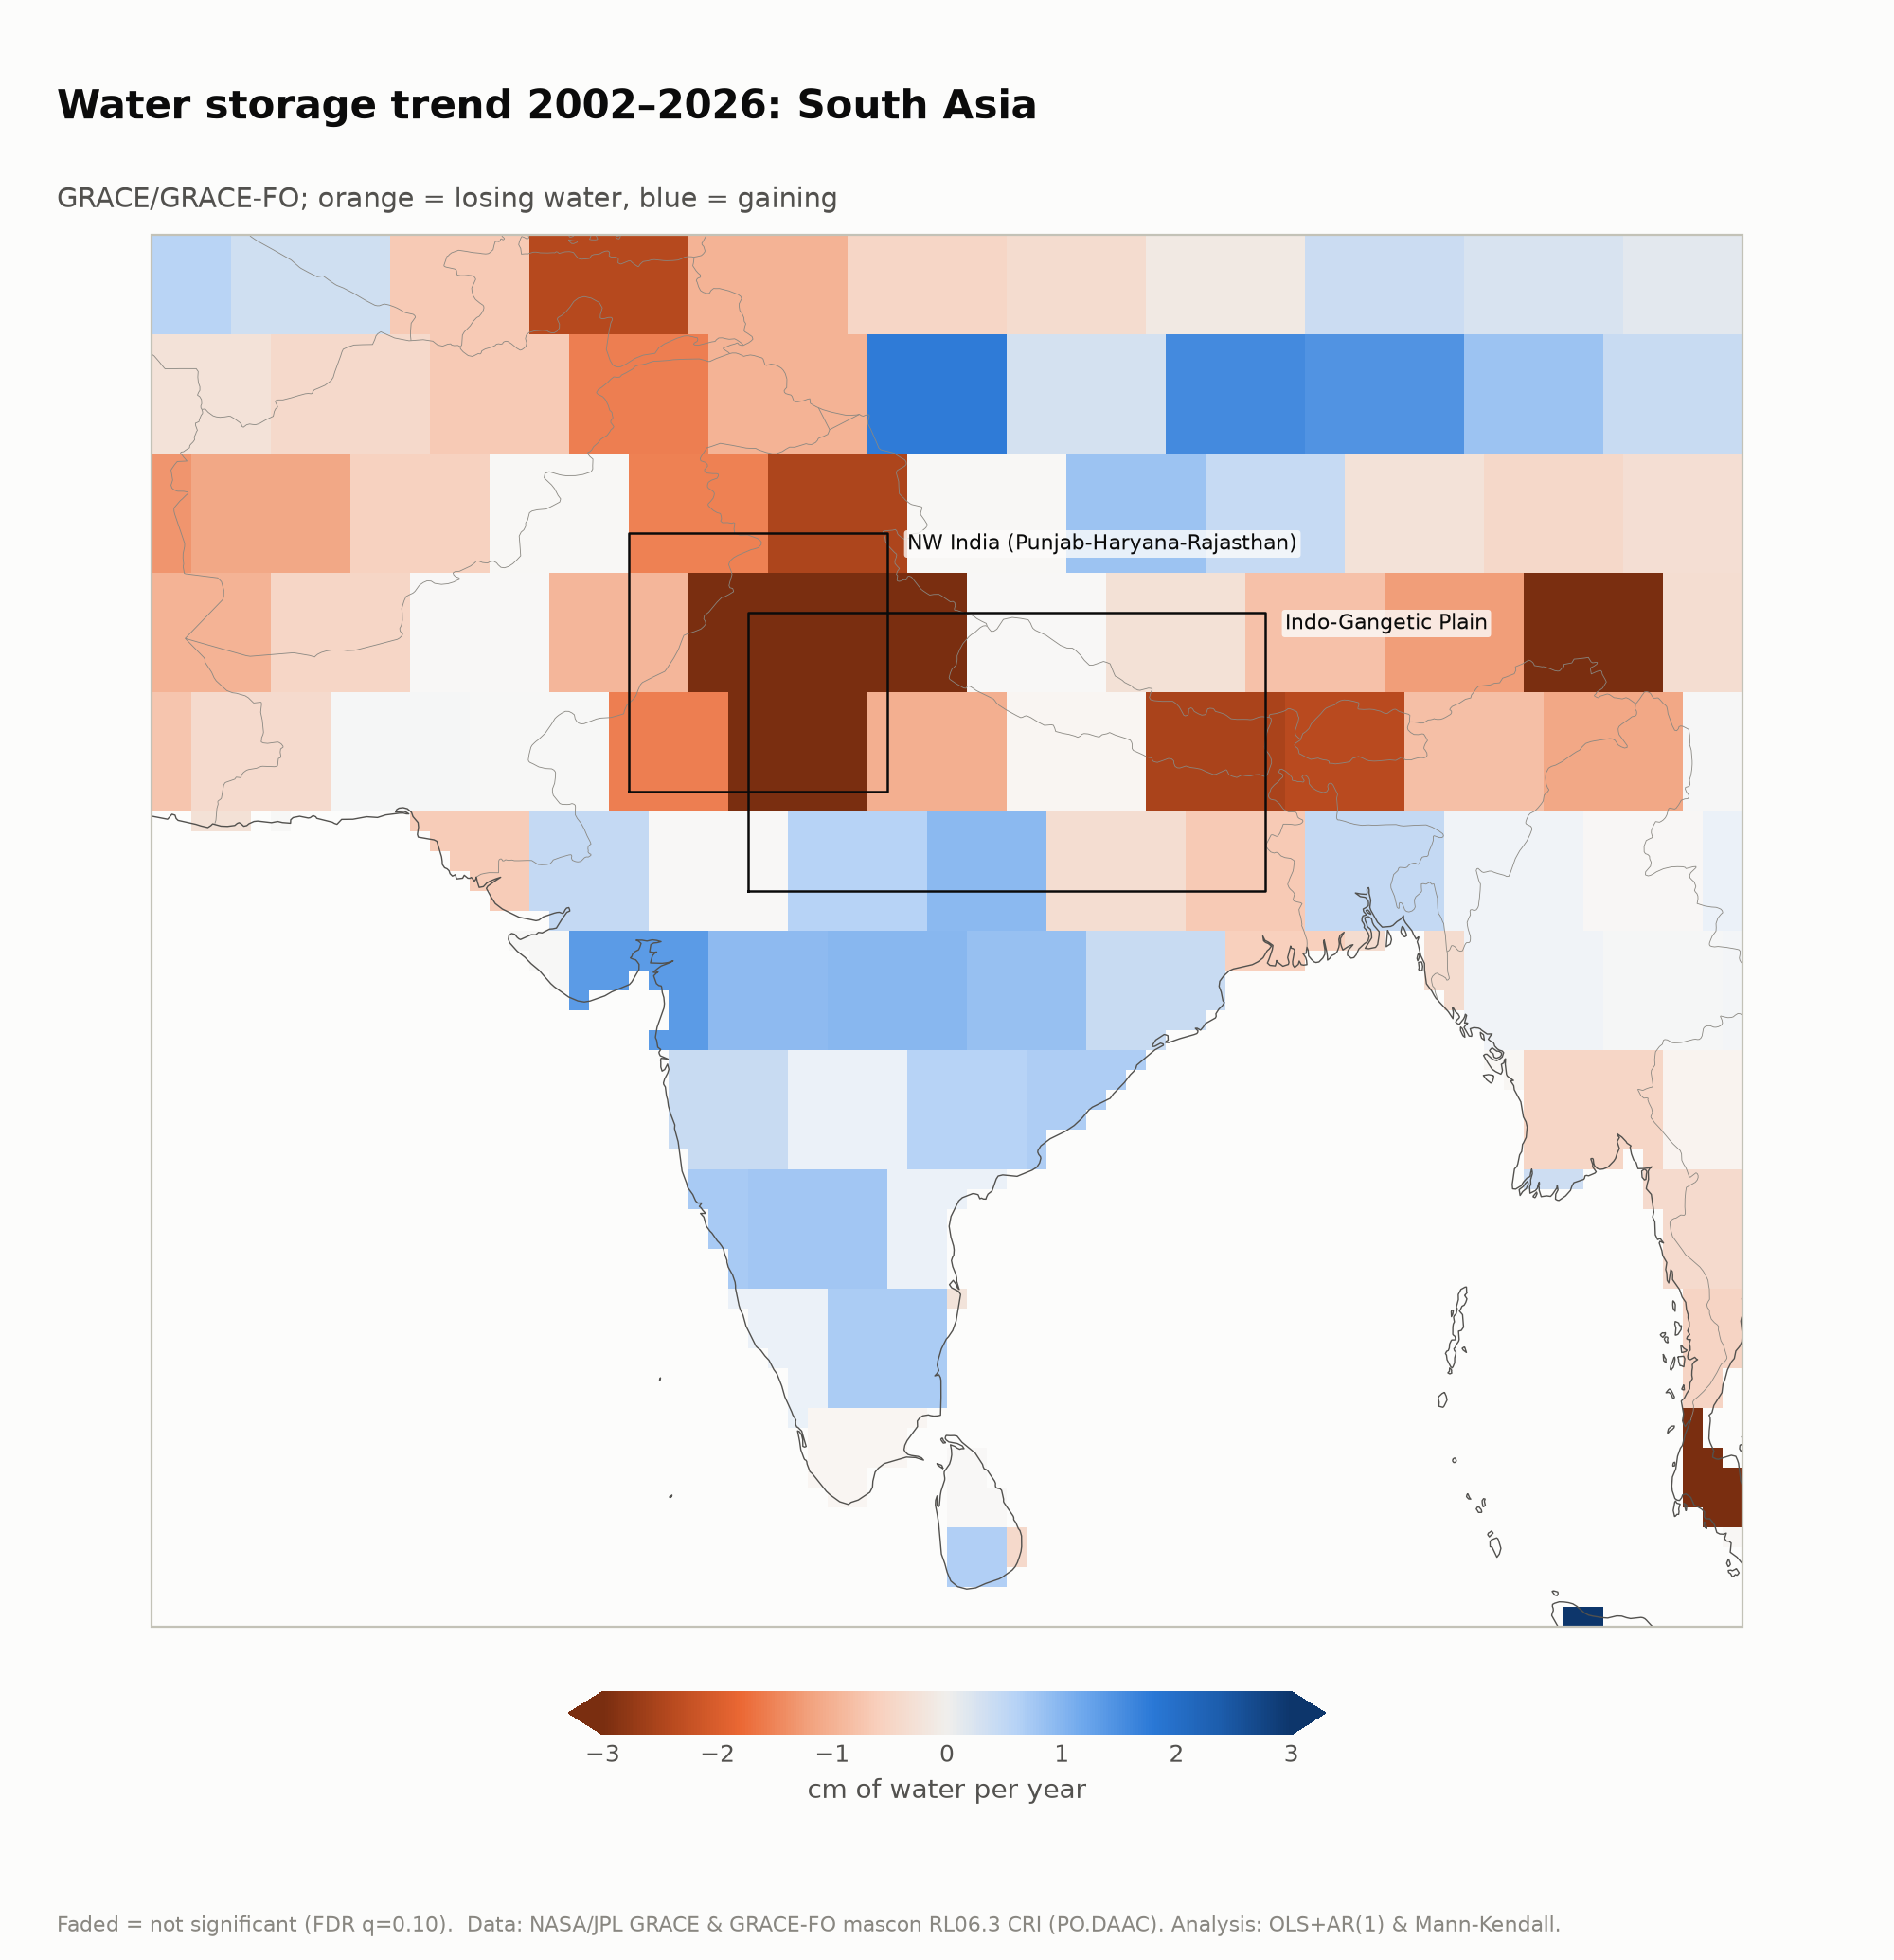 Water storage trend 2002–2026: South Asia
GRACE/GRACE-FO; orange = losing water, blue = gaining
NW India (Punjab-Haryana-Rajasthan)
Indo-Gangetic Plain
−3 −2 −1 0 1 2 3
cm of water per year
Faded = not significant (FDR q=0.10).  Data: NASA/JPL GRACE & GRACE-FO mascon RL06.3 CRI (PO.DAAC). Analysis: OLS+AR(1) & Mann-Kendall.